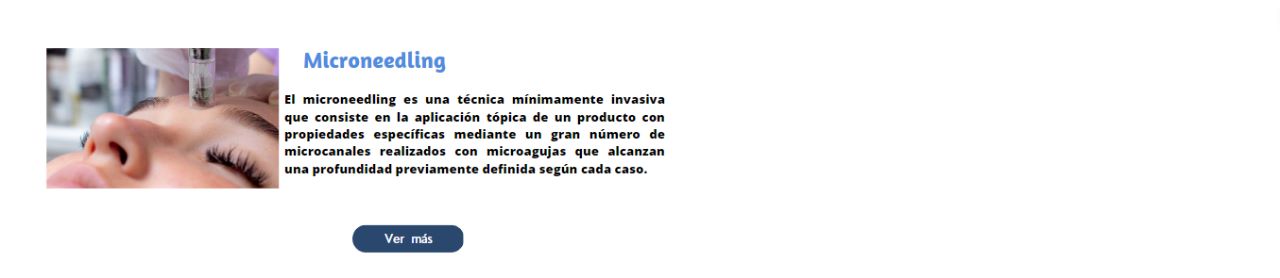 Microneedling
El microneedling es una técnica mínimamente invasiva
que consiste en la aplicación tópica de un producto con
propiedades específicas mediante un gran número de
microcanales realizados con microagujas que alcanzan
una profundidad previamente definida según cada caso.
Ver más